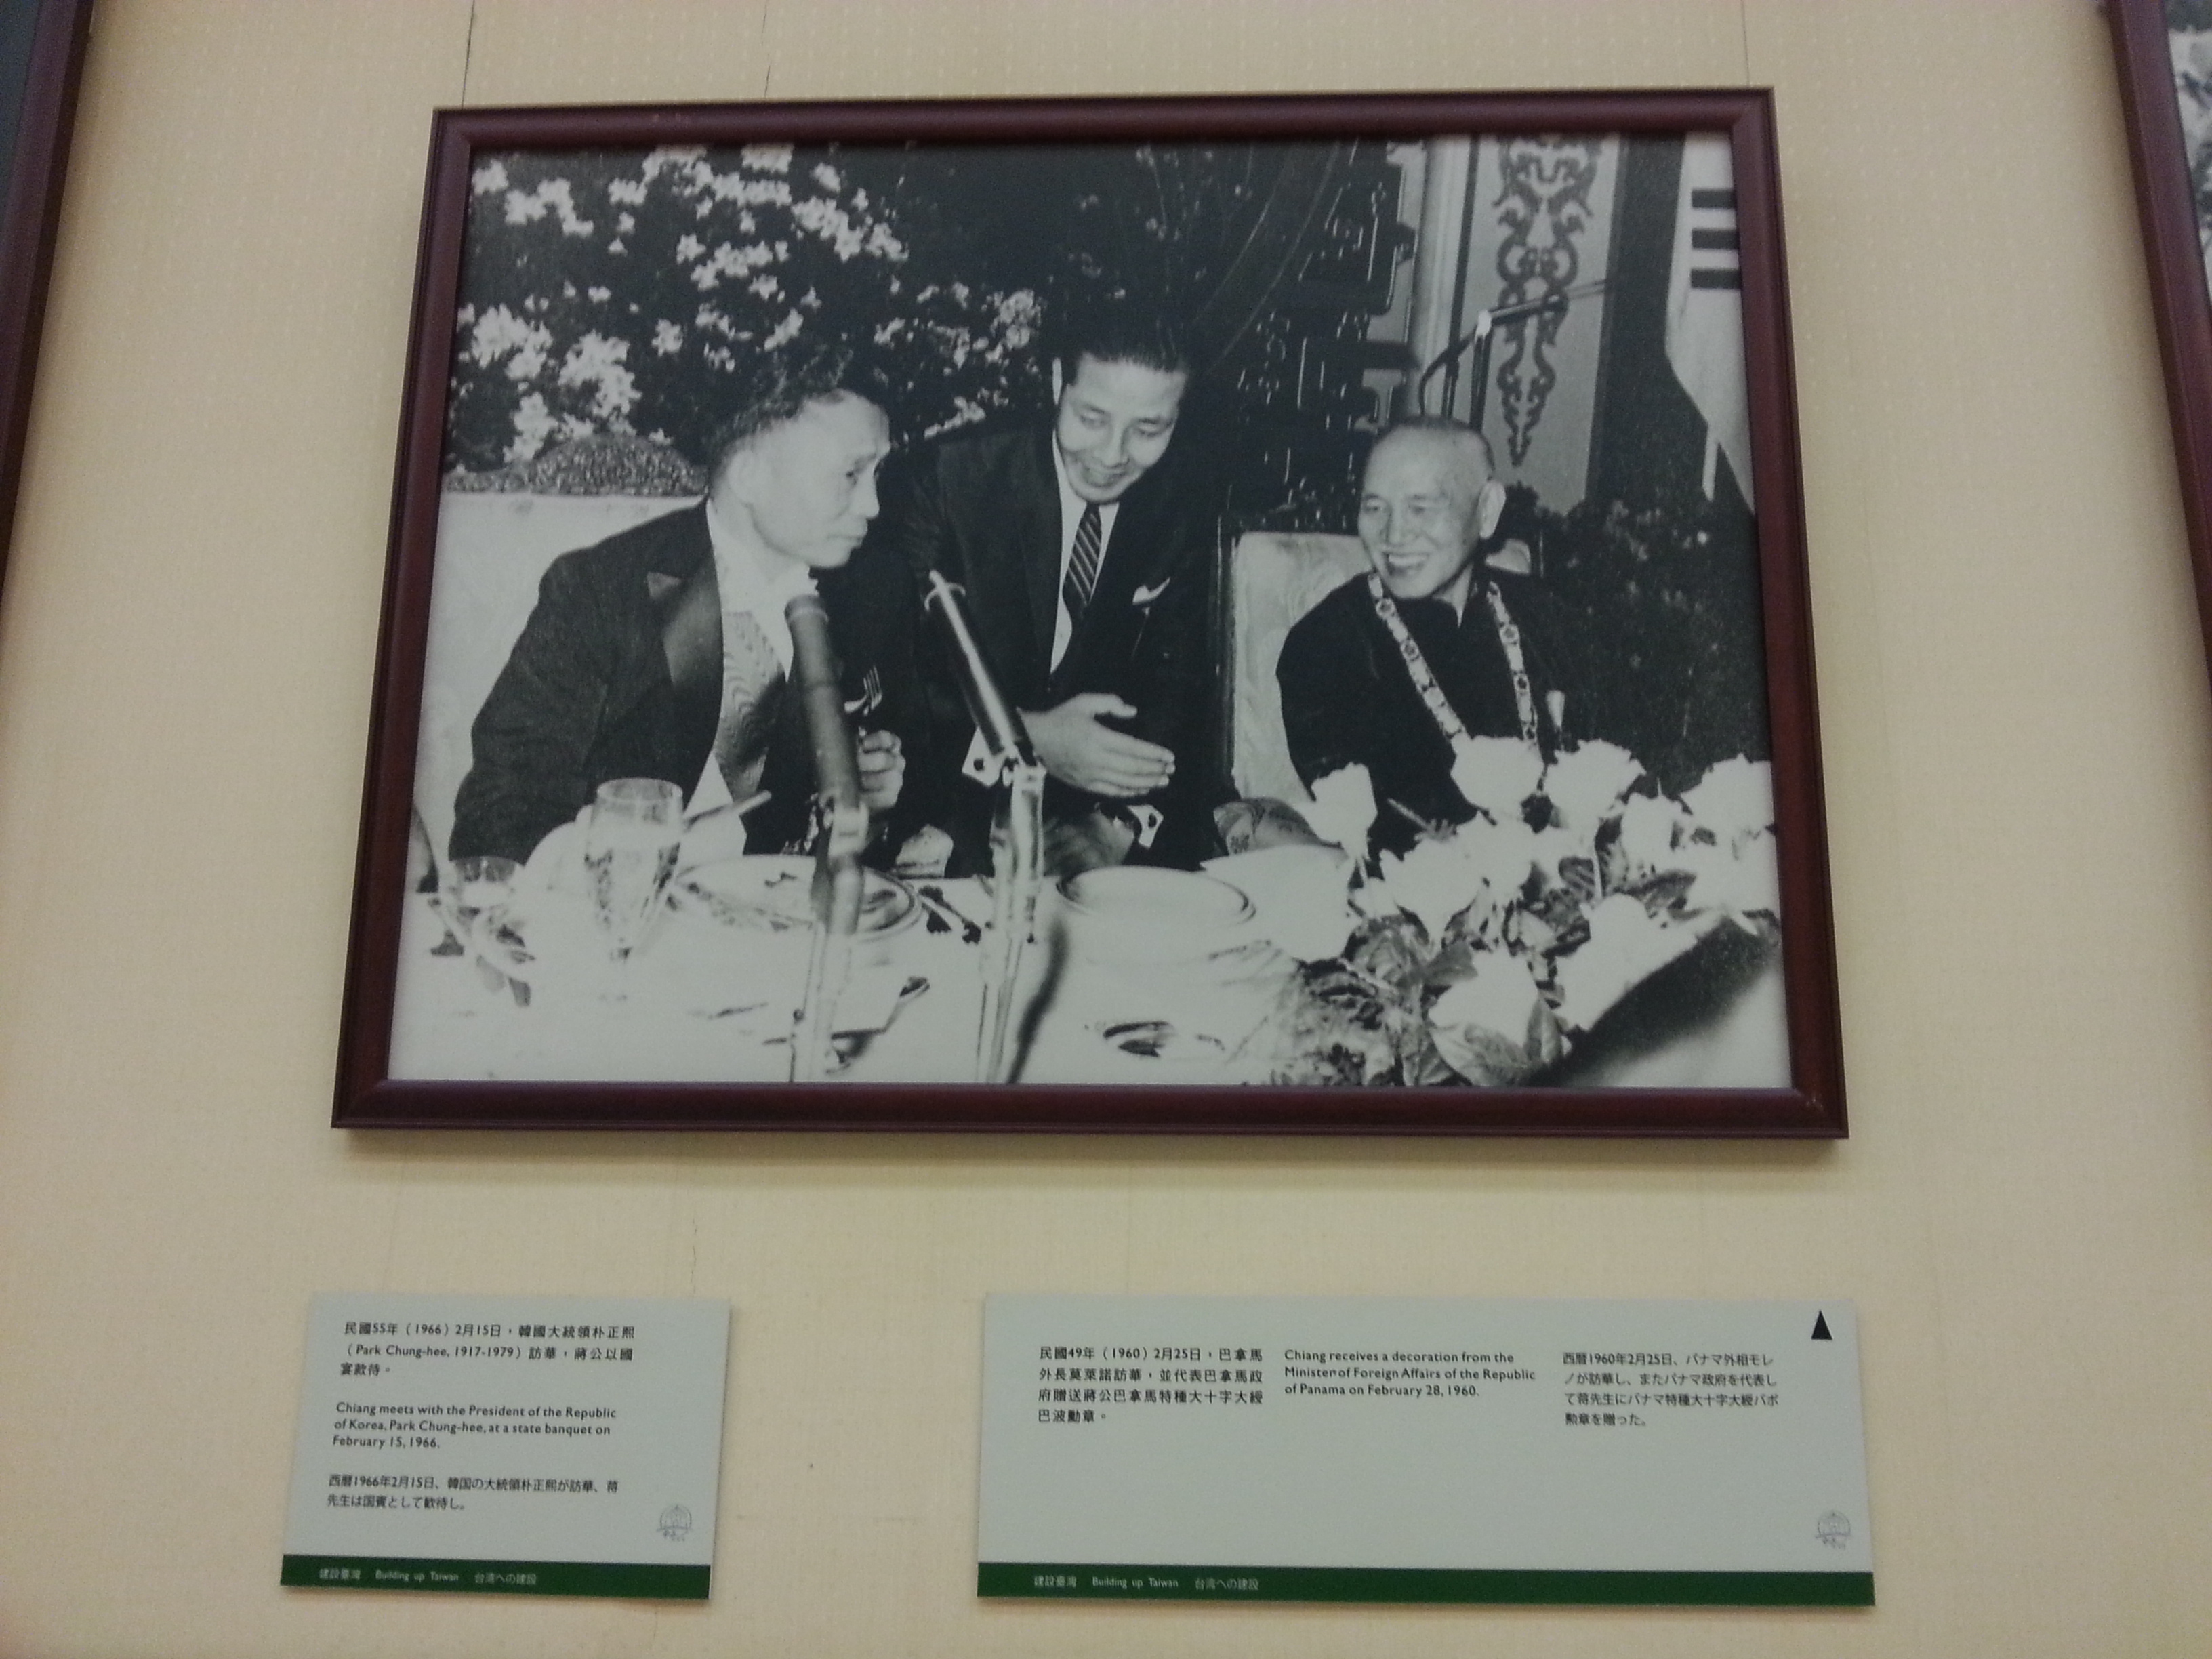 民國55年（1966）2月15日，韓國大統領朴正熙
（Park Chung-hee, 1917-1979）訪華，蔣公以國
宴款待。
Chiang meets with the President of the Republic
of Korea, Park Chung-hee, at a state banquet on
February 15, 1966.
西曆1966年2月15日、韓国の大統領朴正熙が訪華、蒋
先生は国賓として歓待し。
建設臺灣 Building up Taiwan 台湾への建設
民國49年（1960）2月25日，巴拿馬
外長莫萊諾訪華，並代表巴拿馬政
府贈送蔣公巴拿馬特種大十字大綬
巴波勳章。
Chiang receives a decoration from the
Minister of Foreign Affairs of the Republic
of Panama on February 28, 1960.
西曆1960年2月25日、パナマ外相モレ
ノが訪華し、またパナマ政府を代表し
て蒋先生にパナマ特種大十字大綬バボ
勲章を贈った。
建設臺灣 Building up Taiwan 台湾への建設